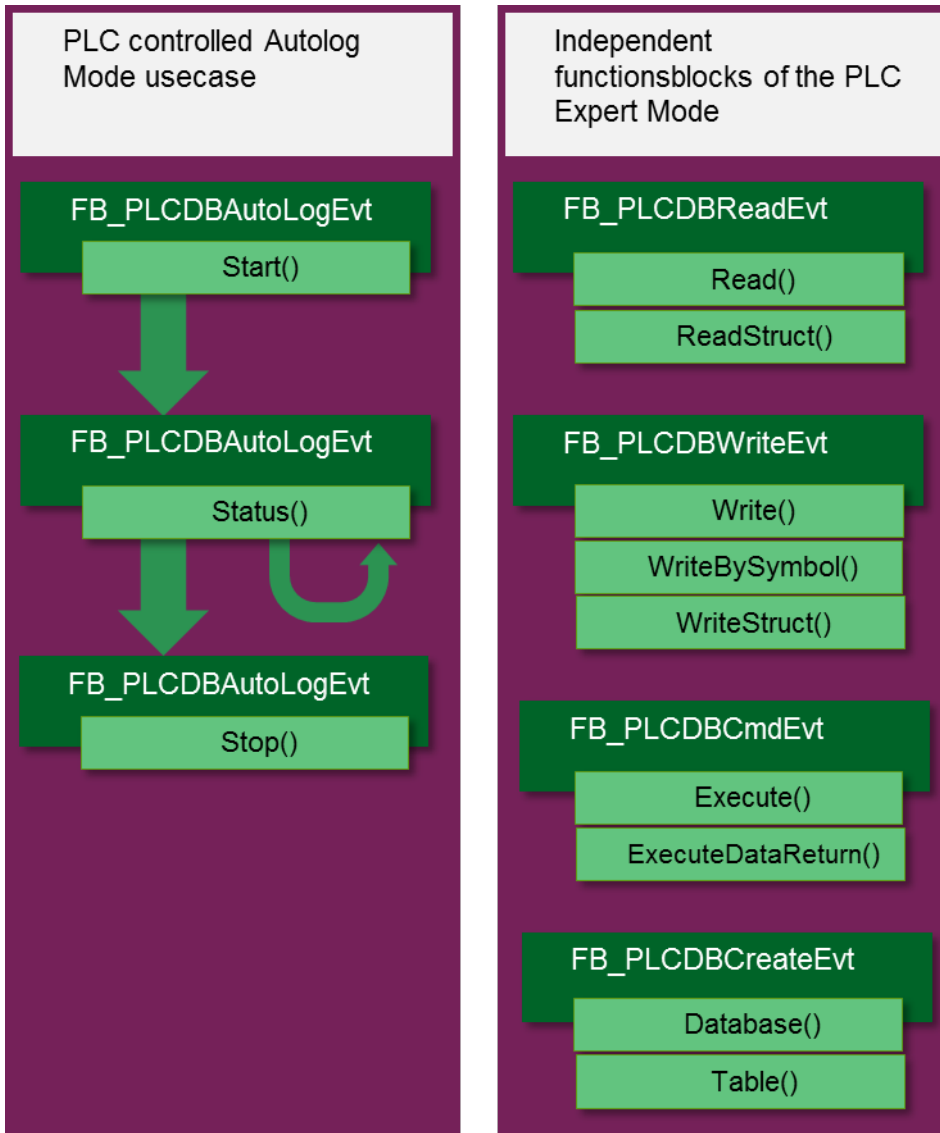 PLC controlled Autolog
Mode usecase
FB_PLCDBAutoLogEvt
Start()
FB_PLCDBAutoLogEvt
Status()
FB_PLCDBAutoLogEvt
Stop()
Independent
functionsblocks of the PLC
Expert Mode
FB_PLCDBReadEvt
Read()
ReadStruct()
FB_PLCDBWriteEvt
Write()
WriteBySymbol()
WriteStruct()
FB_PLCDBCmdEvt
Execute()
ExecuteDataReturn()
FB_PLCDBCreateEvt
Database()
Table()